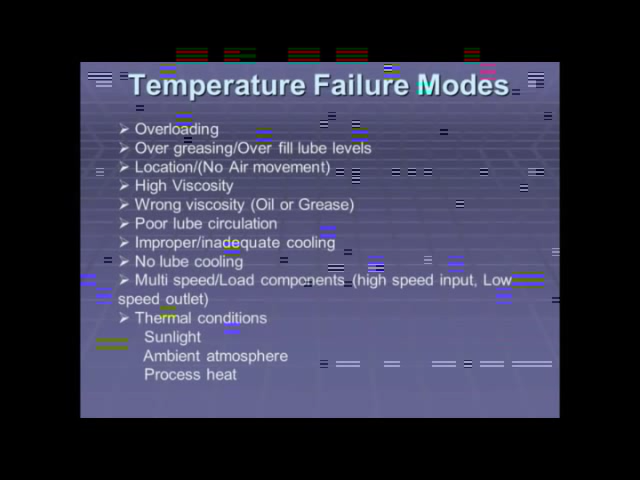 Temperature Failure Modes
➢ Overloading
➢ Over greasing/Over fill lube levels
➢ Location/(No Air movement)
➢ High Viscosity
➢ Wrong viscosity (Oil or Grease)
➢ Poor lube circulation
➢ Improper/inadequate cooling
➢ No lube cooling
➢ Multi speed/Load components (high speed input, Low
speed outlet)
➢ Thermal conditions
Sunlight
Ambient atmosphere
Process heat